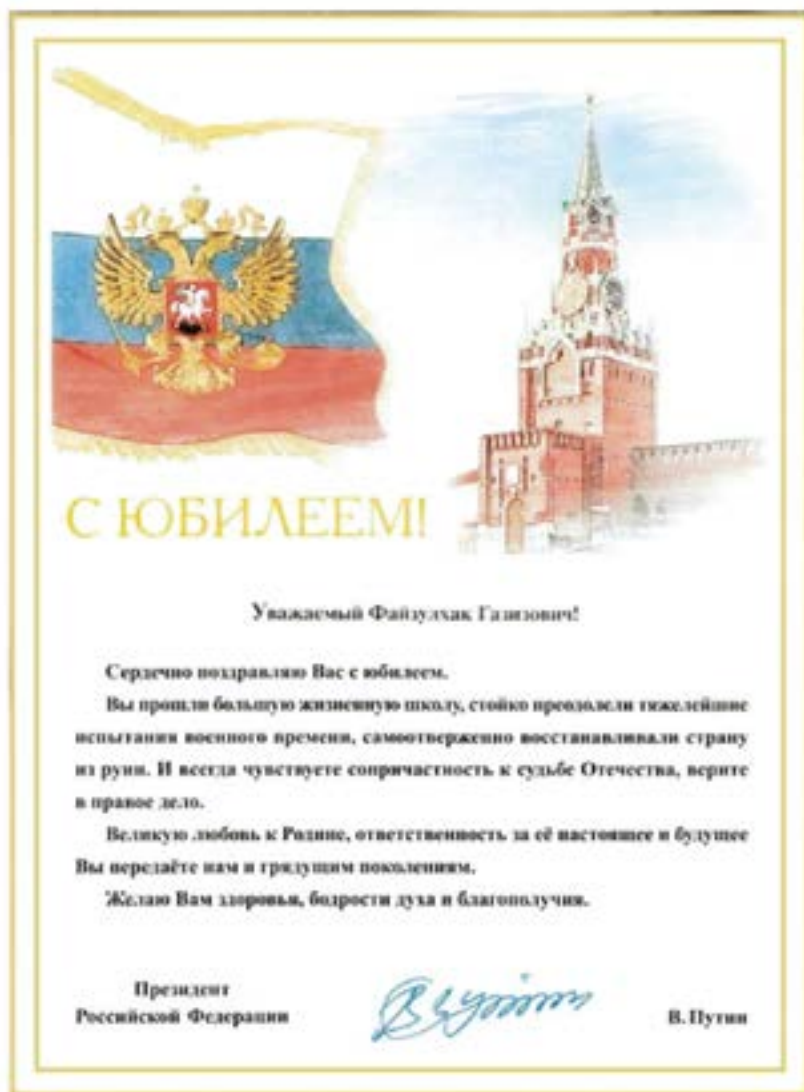 С ЮБИЛЕЕМ!
Уважаемый Файзулхак Газизович!
Сердечно поздравляю Вас с юбилеем.
Вы прошли большую жизненную школу, стойко преодолели тяжелейшие
испытания военного времени, самоотверженно восстанавливали страну
из руин. И всегда чувствуете сопричастность к судьбе Отечества, верите
в правое дело.
Великую любовь к Родине, ответственность за её настоящее и будущее
Вы передаёте нам и грядущим поколениям.
Желаю Вам здоровья, бодрости духа и благополучия.
Президент
Российской Федерации
В. Путин